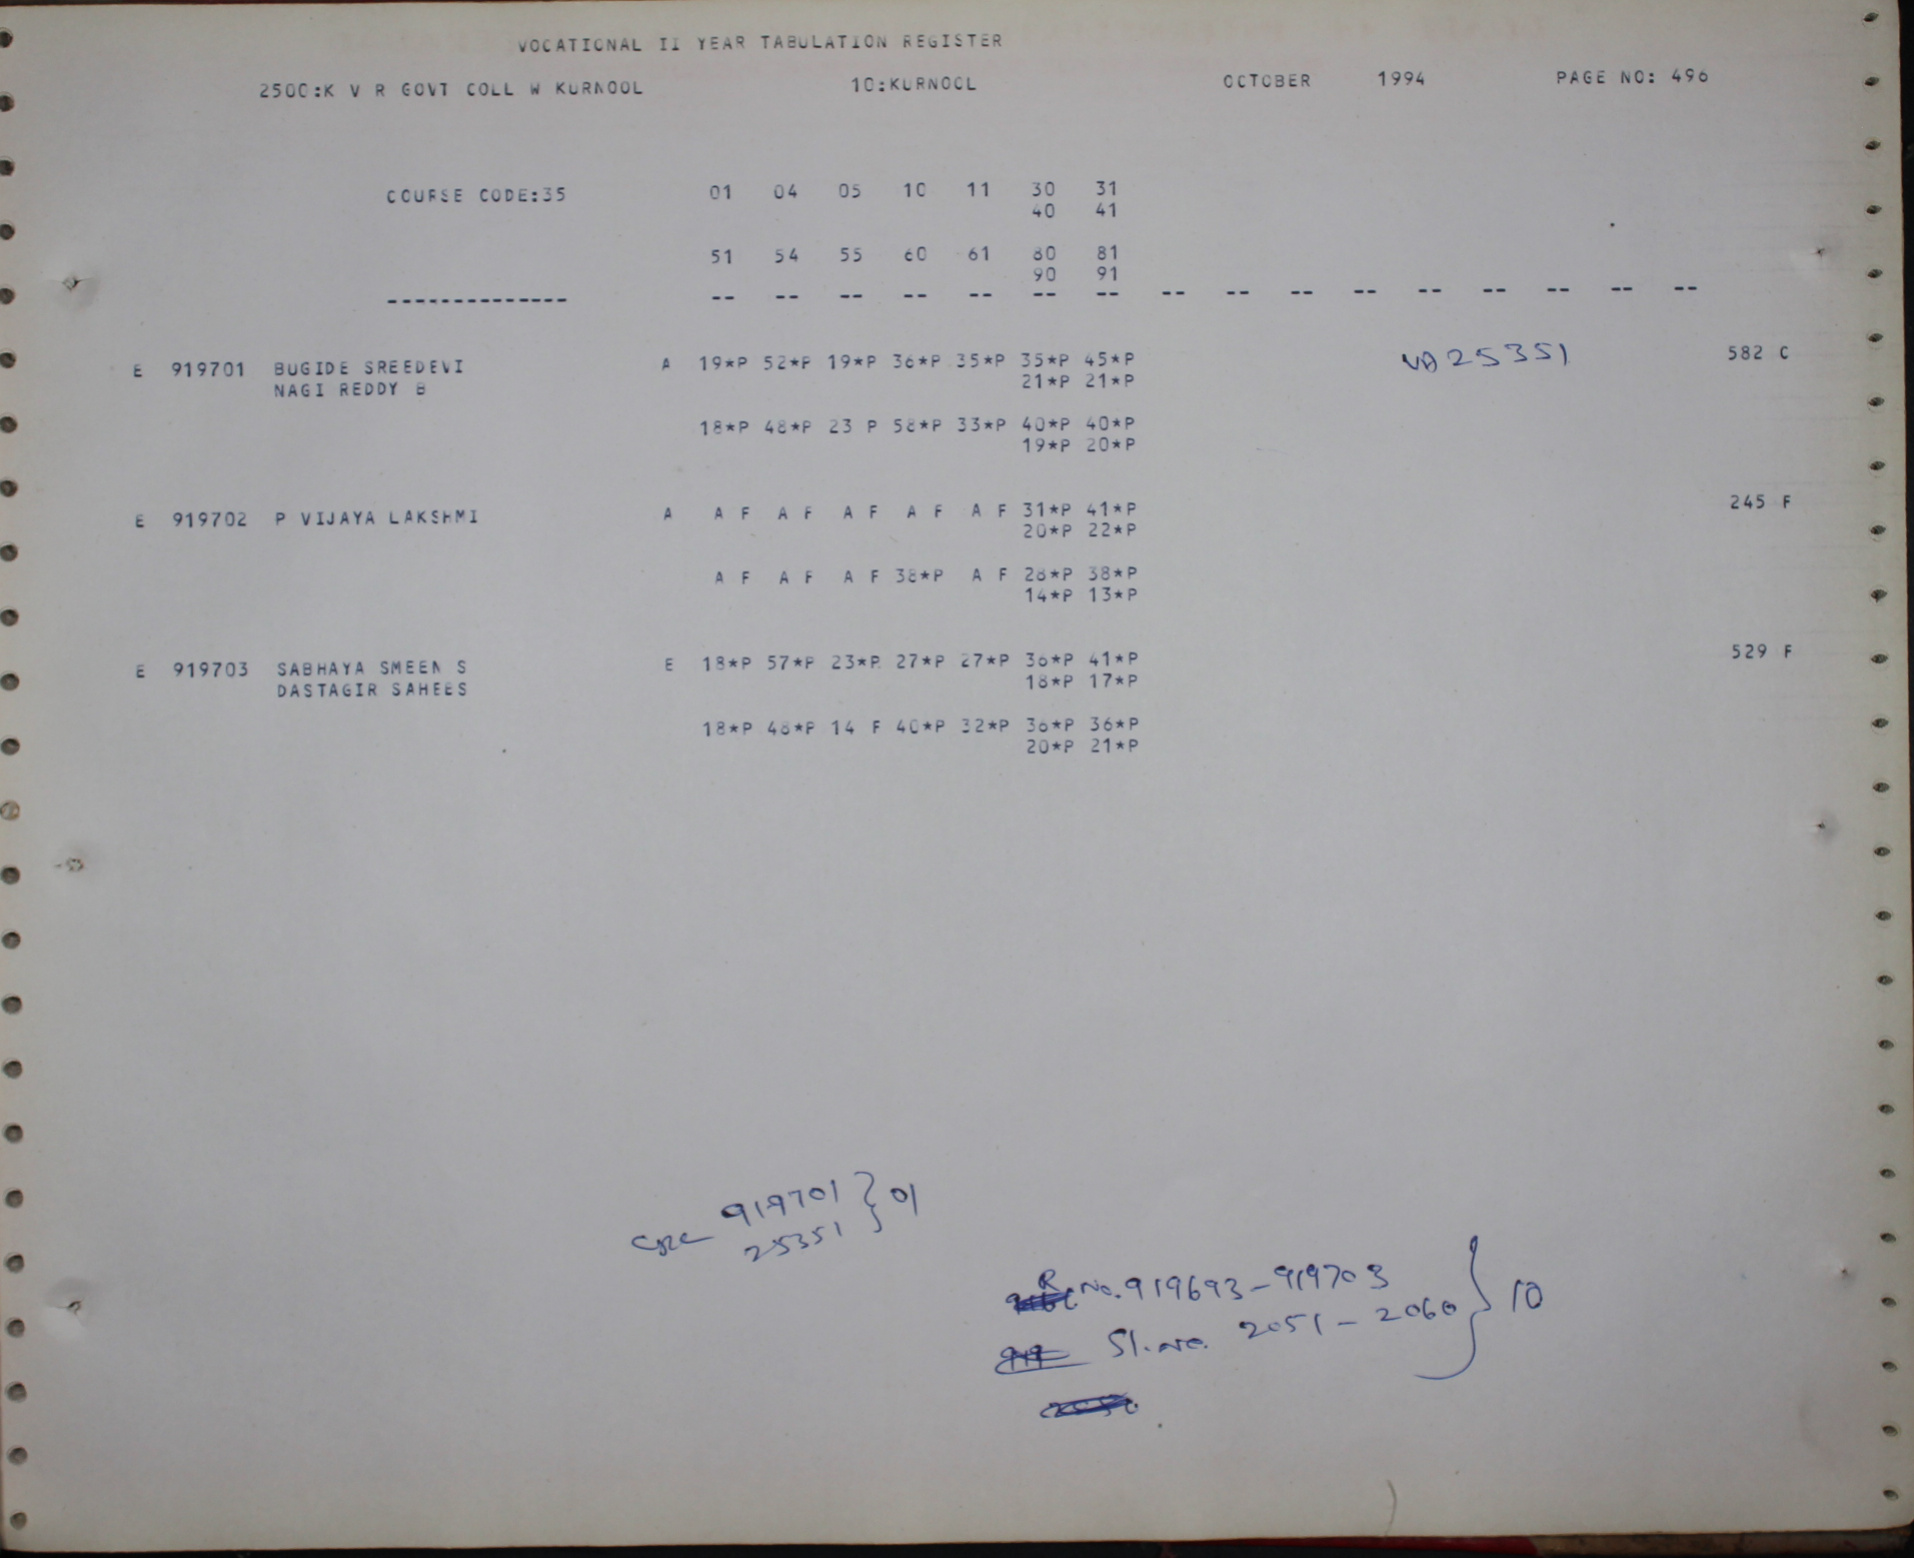 VOCATIONAL II YEAR TABULATION REGISTER
2500:K V R GOVT COLL W KURNOOL 10:KURNOOL OCTOBER 1994 PAGE NO: 496
COURSE CODE:35 01 04 05 10 11 30 31
40 41
51 54 55 60 61 80 81
90 91
-------------- -- -- -- -- -- -- -- -- -- -- -- -- -- -- -- --
E 919701 BUGIDE SREEDEVI A 19*P 52*P 19*P 36*P 35*P 35*P 45*P VA 25351 582 C
NAGI REDDY B 21*P 21*P
18*P 48*P 23 P 58*P 33*P 40*P 40*P
19*P 20*P
E 919702 P VIJAYA LAKSHMI A A F A F A F A F A F 31*P 41*P 245 F
20*P 22*P
A F A F A F 38*P A F 28*P 38*P
14*P 13*P
E 919703 SABHAYA SMEEN S E 18*P 57*P 23*P 27*P 27*P 36*P 41*P 529 F
DASTAGIR SAHEES 18*P 17*P
18*P 48*P 14 F 40*P 32*P 36*P 36*P
20*P 21*P
919701 } 01
25351
R.No. 919693-919703 } 10
Sl.no. 2051-2060